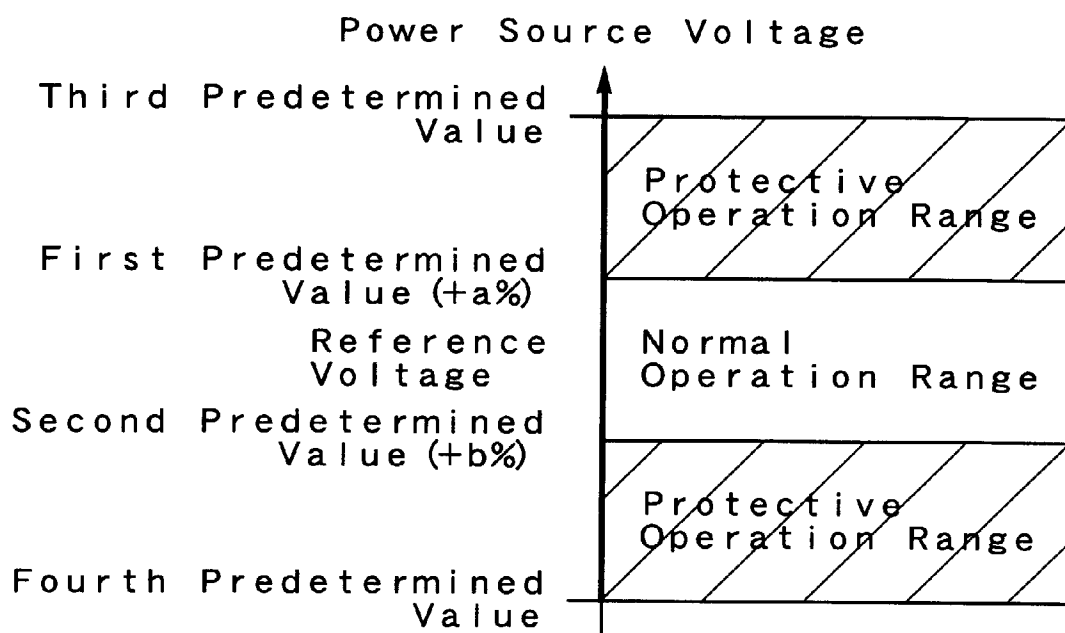 Power Source Voltage
Third Predetermined
Value
Protective
Operation Range
First Predetermined
Value (+a%)
Reference
Voltage
Normal
Operation Range
Second Predetermined
Value (+b%)
Protective
Operation Range
Fourth Predetermined
Value